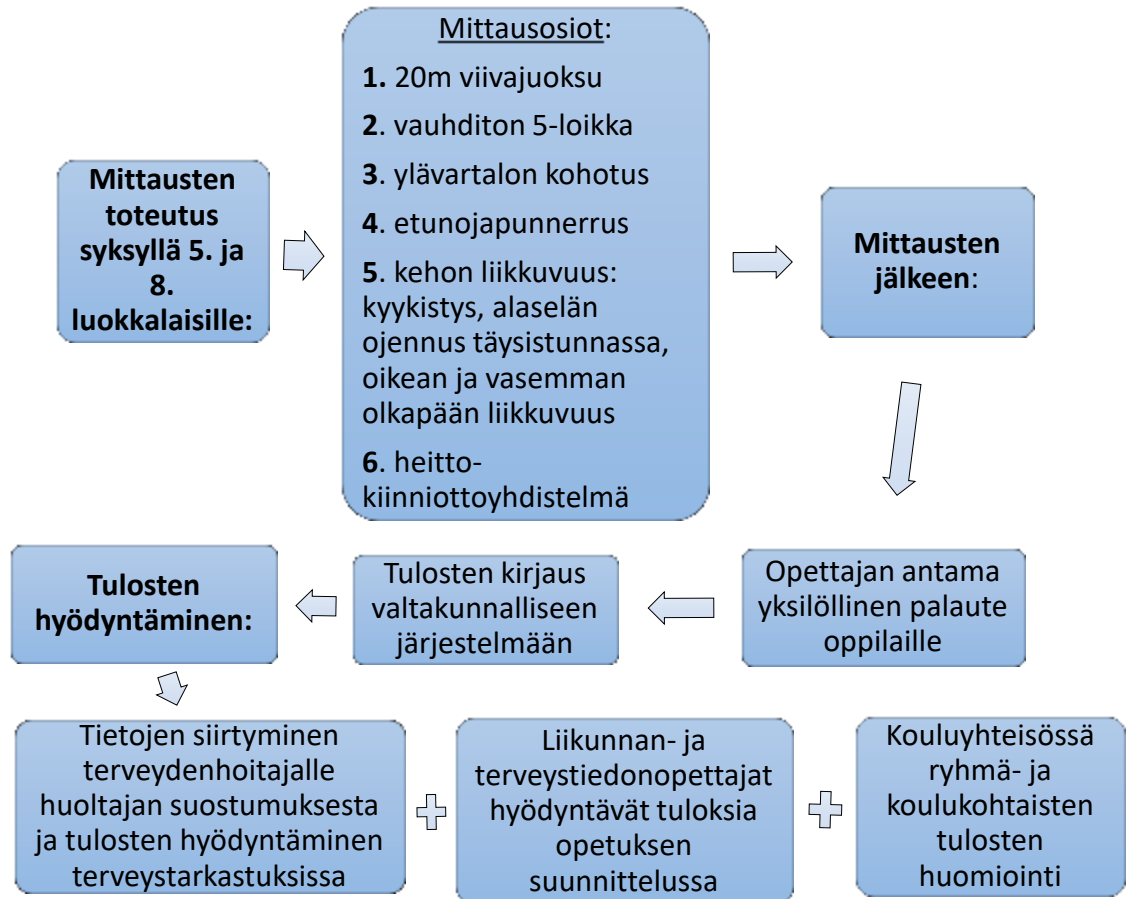 Mittausten
toteutus
syksyllä 5. ja
8.
luokkalaisille:
Mittausosiot:
1. 20m viivajuoksu
2. vauhditon 5-loikka
3. ylävartalon kohotus
4. etunojapunnerrus
5. kehon liikkuvuus:
kyykistys, alaselän
ojennus täysistunnassa,
oikean ja vasemman
olkapään liikkuvuus
6. heitto-
kiinniottoyhdistelmä
Mittausten
jälkeen:
Opettajan antama
yksilöllinen palaute
oppilaille
Tulosten kirjaus
valtakunnalliseen
järjestelmään
Tulosten
hyödyntäminen:
Tietojen siirtyminen
terveydenhoitajalle
huoltajan suostumuksesta
ja tulosten hyödyntäminen
terveystarkastuksissa
Liikunnan- ja
terveystiedonopettajat
hyödyntävät tuloksia
opetuksen
suunnittelussa
Kouluyhteisössä
ryhmä- ja
koulukohtaisten
tulosten
huomiointi